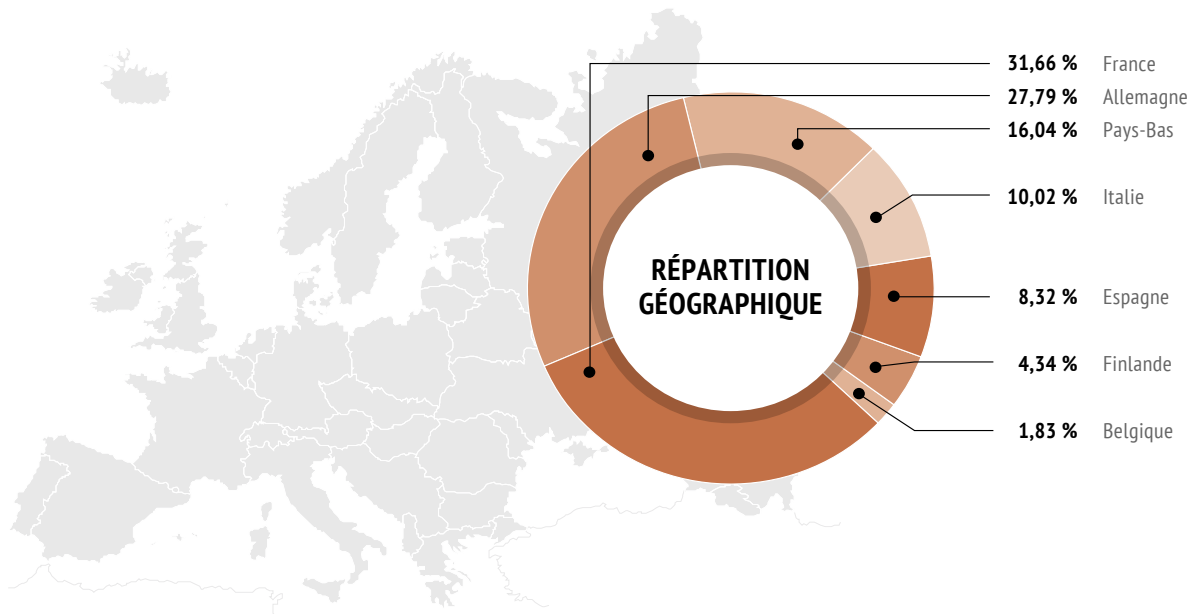 31,66 % France
27,79 % Allemagne
16,04 % Pays-Bas
10,02 % Italie
RÉPARTITION
GÉOGRAPHIQUE
8,32 % Espagne
4,34 % Finlande
1,83 % Belgique